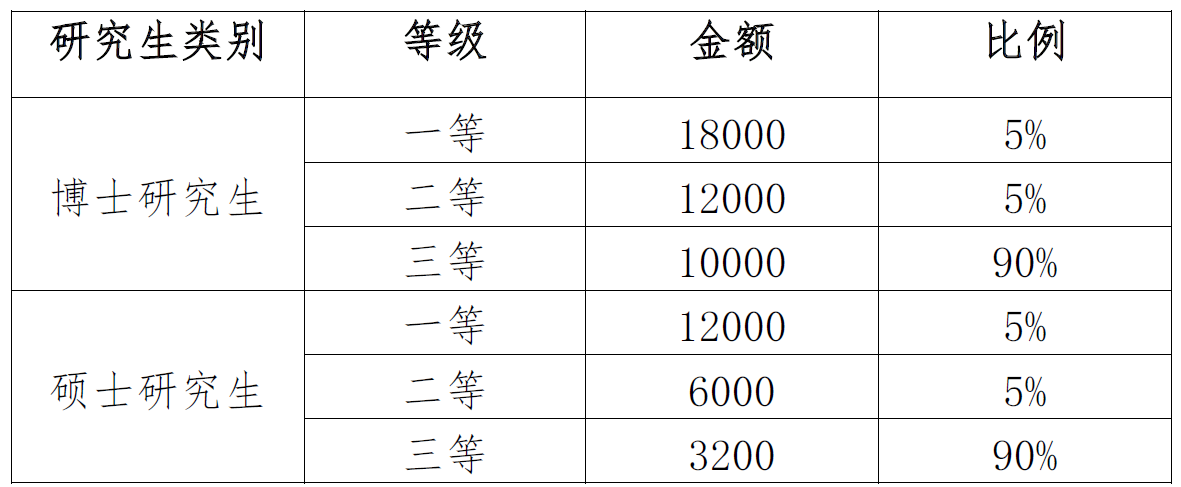 研究生类别 等级 金额 比例
博士研究生 一等 18000 5%
二等 12000 5%
三等 10000 90%
硕士研究生 一等 12000 5%
二等 6000 5%
三等 3200 90%